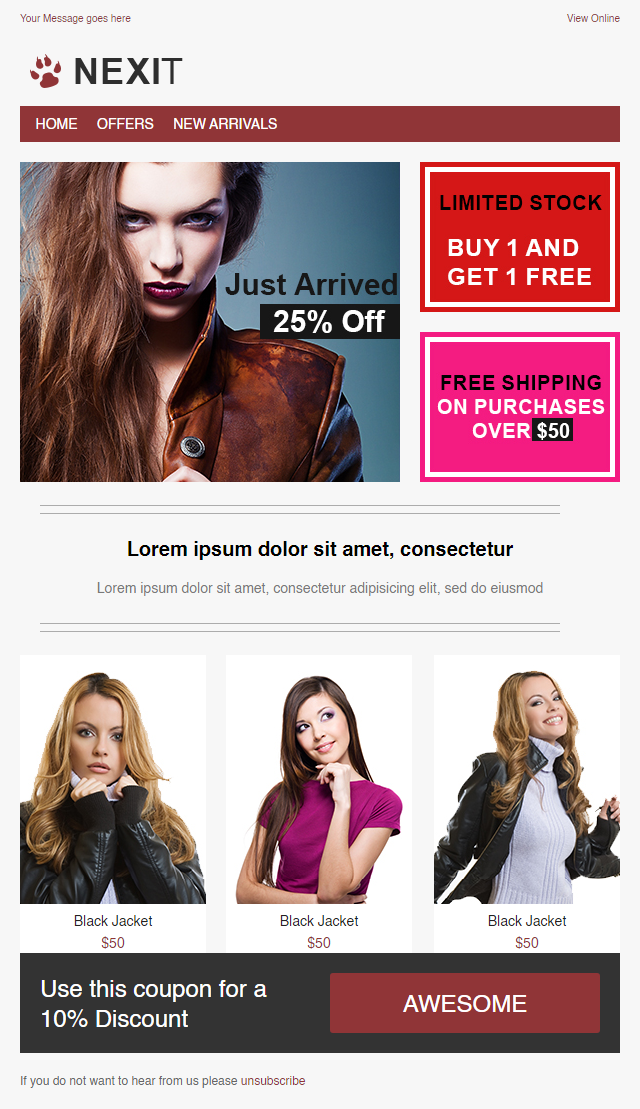 Your Message goes here
View Online
NEXIT
HOME OFFERS NEW ARRIVALS
Just Arrived
25% Off
LIMITED STOCK
BUY 1 AND
GET 1 FREE
FREE SHIPPING
ON PURCHASES
OVER $50
Lorem ipsum dolor sit amet, consectetur
Lorem ipsum dolor sit amet, consectetur adipisicing elit, sed do eiusmod
Black Jacket
$50
Black Jacket
$50
Black Jacket
$50
Use this coupon for a
10% Discount
AWESOME
If you do not want to hear from us please unsubscribe